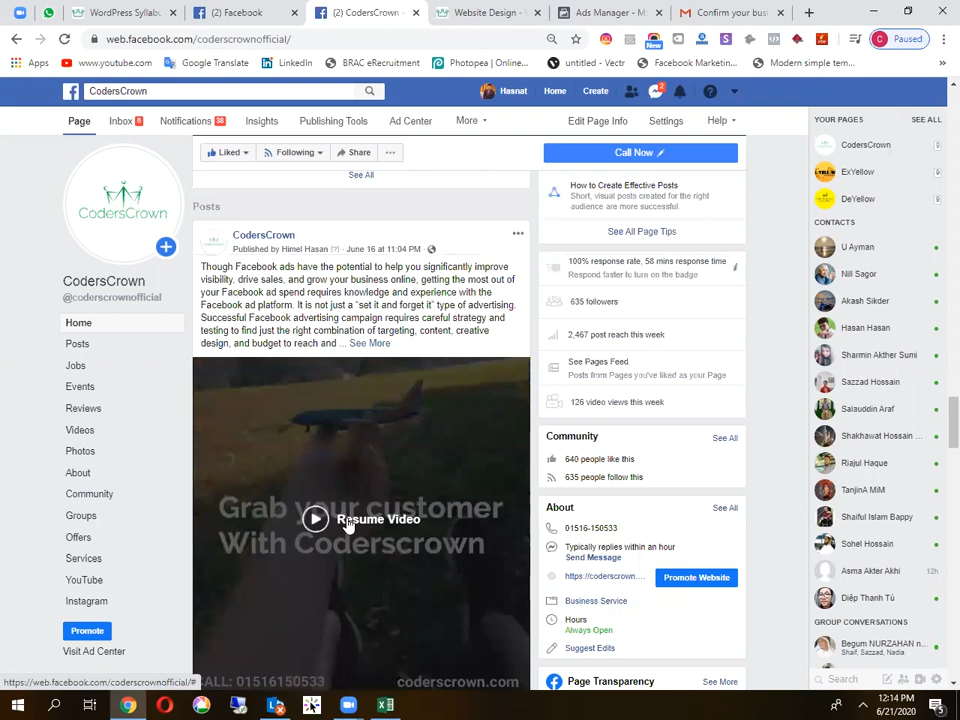 WordPress Syllabu
(2) Facebook
(2) CodersCrown -
Website Design - U
Ads Manager - M
Confirm your busi
web.facebook.com/coderscrownofficial/
New
Paused
Apps
www.youtube.com
Google Translate
LinkedIn
BRAC eRecruitment
Photopea | Online...
untitled - Vectr
Facebook Marketing...
Modern simple tem...
CodersCrown
Hasnat
Home
Create
2
Page
Inbox 6
Notifications 38
Insights
Publishing Tools
Ad Center
More
Edit Page Info
Settings
Help
Liked
Following
Share
Call Now
See All
CodersCrown
CodersCrown
@coderscrownofficial
Home
Posts
Jobs
Events
Reviews
Videos
Photos
About
Community
Groups
Offers
Services
YouTube
Instagram
Promote
Visit Ad Center
Posts
CodersCrown
Published by Himel Hasan [?] · June 16 at 11:04 PM ·
Though Facebook ads have the potential to help you significantly improve
visibility, drive sales, and grow your business online, getting the most out of
your Facebook ad spend requires knowledge and experience with the
Facebook ad platform. It is not just a "set it and forget it" type of advertising.
Successful Facebook advertising campaign requires careful strategy and
testing to find just the right combination of targeting, content, creative
design, and budget to reach and ... See More
Grab your customer
Resume Video
With Coderscrown
CALL: 01516150533
coderscrown.com
How to Create Effective Posts
Short, visual posts created for the right
audience are more successful.
See All Page Tips
100% response rate, 58 mins response time
Respond faster to turn on the badge
635 followers
2,467 post reach this week
See Pages Feed
Posts from Pages you've liked as your Page
126 video views this week
Community
See All
640 people like this
635 people follow this
About
See All
01516-150533
Typically replies within an hour
Send Message
https://coderscrown....
Promote Website
Business Service
Hours
Always Open
Suggest Edits
Page Transparency
See More
YOUR PAGES
SEE ALL
CodersCrown
ExYellow
DeYellow
CONTACTS
U Ayman
Nill Sagor
Akash Sikder
Hasan Hasan
Sharmin Akther Sumi
Sazzad Hossain
Salauddin Araf
Shakhawat Hossain ...
Riajul Haque
TanjinA MiM
Shaiful Islam Bappy
Sohel Hossain
Asma Akter Akhi
12h
Diệp Thanh Tú
GROUP CONVERSATIONS
Begum NURZAHAN n...
Shaif, Sazzad, Nadia
Search
https://web.facebook.com/coderscrownofficial/#
12:14 PM
6/21/2020
5